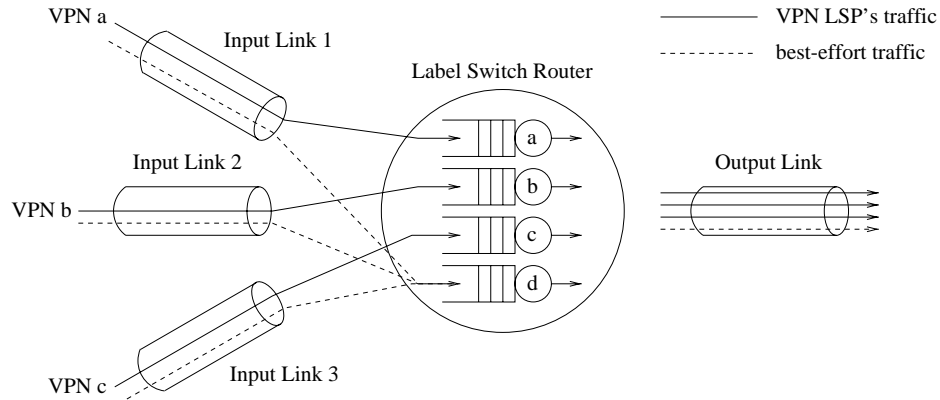 VPN a
Input Link 1
VPN LSP's traffic
best-effort traffic
Label Switch Router
a
Input Link 2
Output Link
b
VPN b
c
d
Input Link 3
VPN c